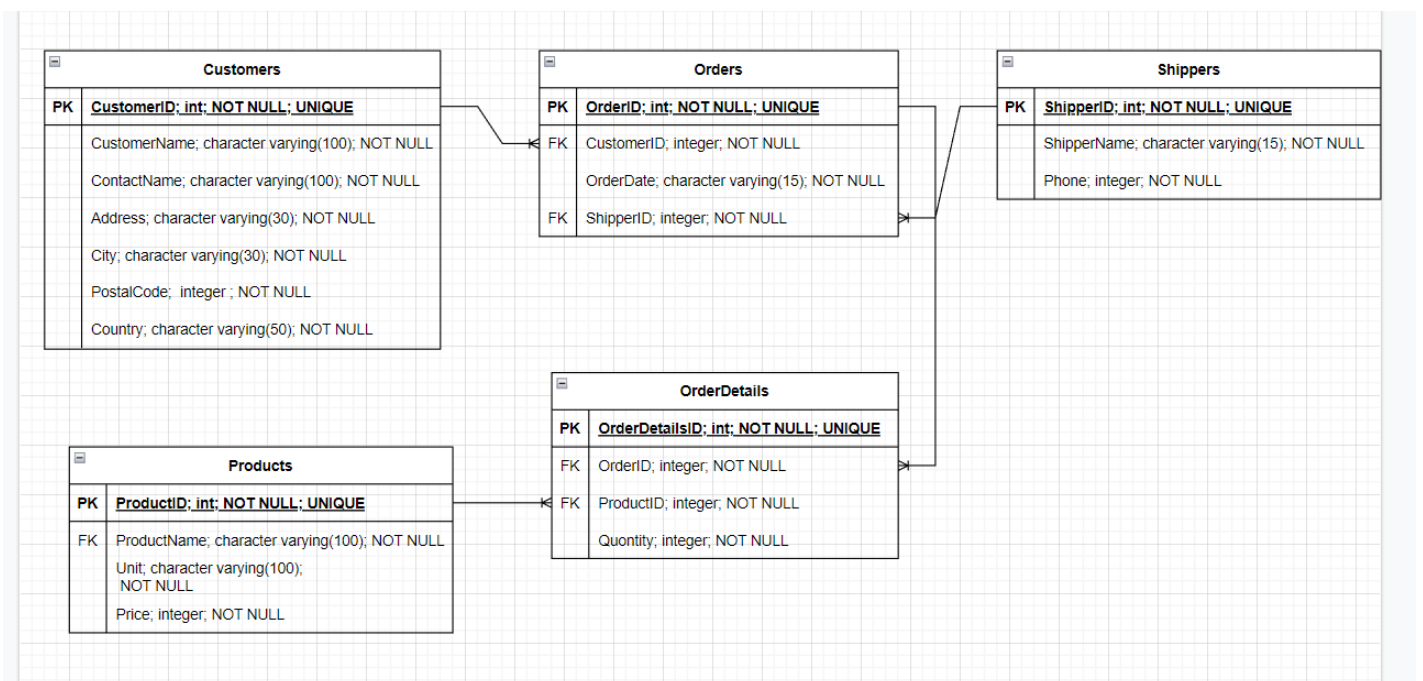 Customers
PK CustomerID; int; NOT NULL; UNIQUE
CustomerName; character varying(100); NOT NULL
ContactName; character varying(100); NOT NULL
Address; character varying(30); NOT NULL
City; character varying(30); NOT NULL
PostalCode; integer ; NOT NULL
Country; character varying(50); NOT NULL
Orders
PK OrderID; int; NOT NULL; UNIQUE
FK CustomerID; integer; NOT NULL
OrderDate; character varying(15); NOT NULL
FK ShipperID; integer; NOT NULL
Shippers
PK ShipperID; int; NOT NULL; UNIQUE
ShipperName; character varying(15); NOT NULL
Phone; integer; NOT NULL
OrderDetails
PK OrderDetailsID; int; NOT NULL; UNIQUE
FK OrderID; integer; NOT NULL
FK ProductID; integer; NOT NULL
Quontity; integer; NOT NULL
Products
PK ProductID; int; NOT NULL; UNIQUE
FK ProductName; character varying(100); NOT NULL
Unit; character varying(100);
NOT NULL
Price; integer; NOT NULL